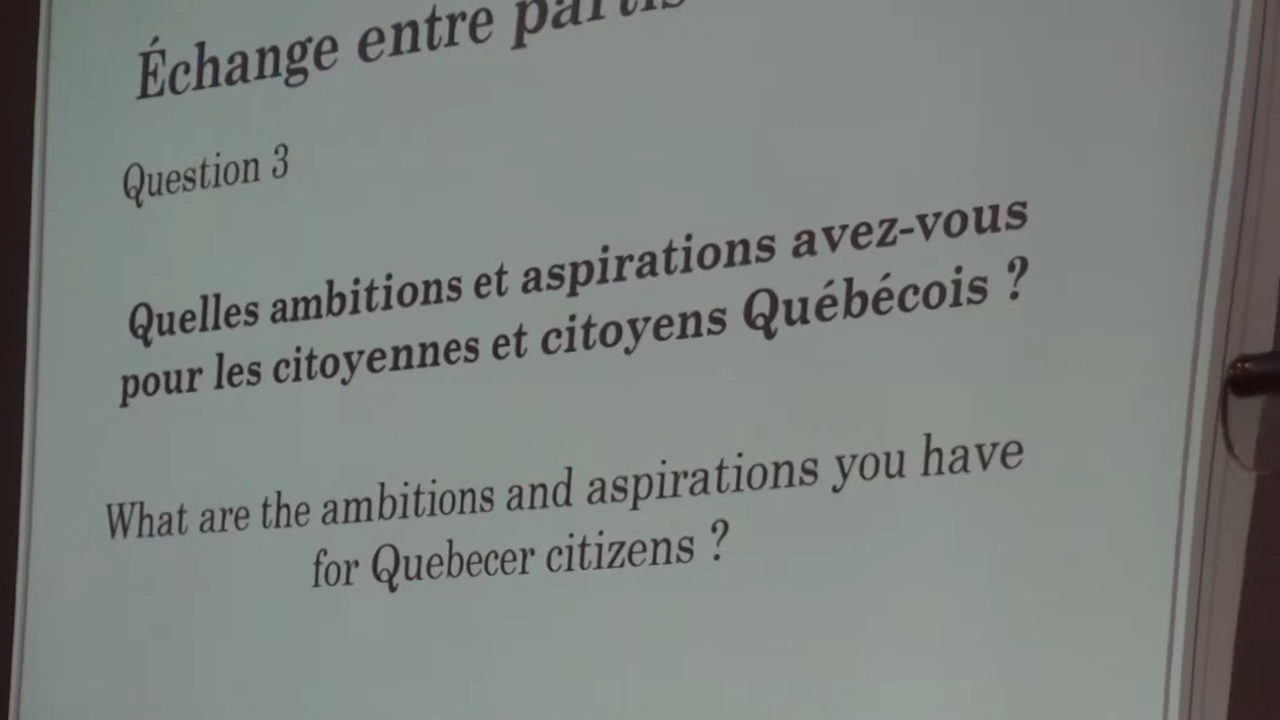 Échange entre partis
Question 3
Quelles ambitions et aspirations avez-vous
pour les citoyennes et citoyens Québécois ?
What are the ambitions and aspirations you have
for Quebecer citizens ?